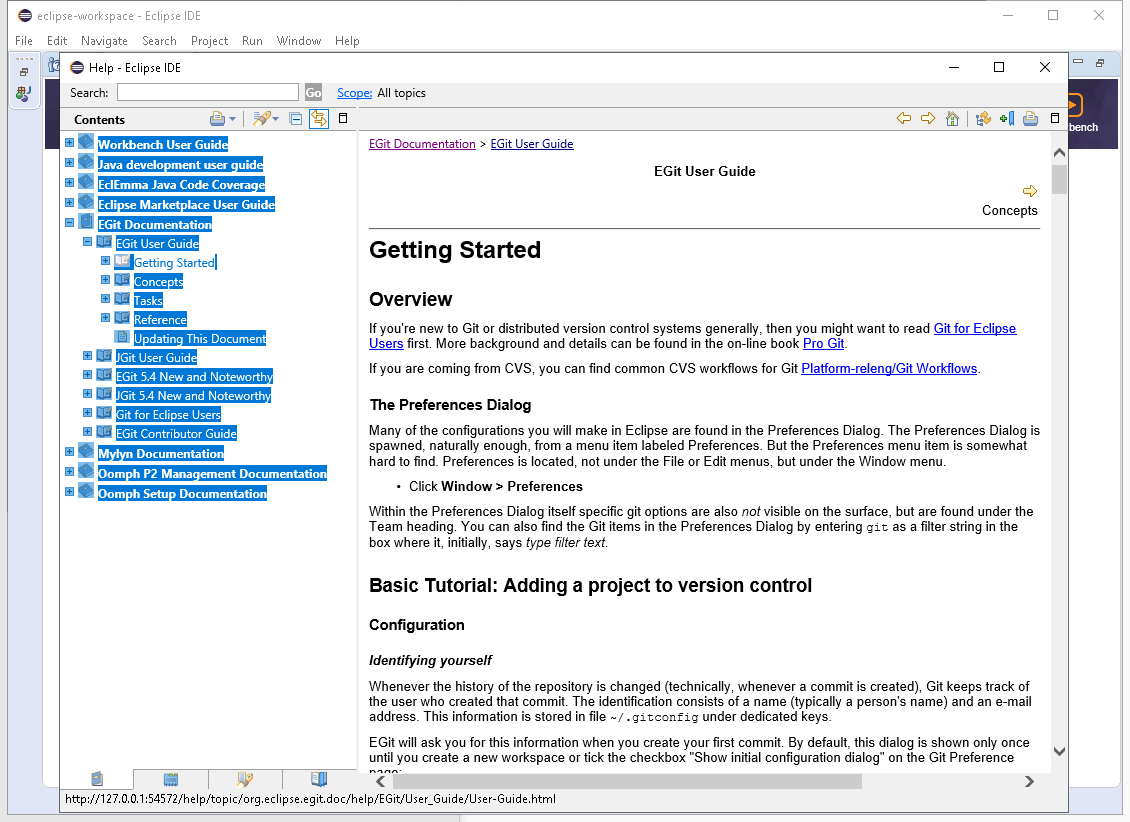 eclipse-workspace - Eclipse IDE
File Edit Navigate Search Project Run Window Help
Help - Eclipse IDE
Search: Go Scope: All topics
Contents
Workbench User Guide
Java development user guide
EclEmma Java Code Coverage
Eclipse Marketplace User Guide
EGit Documentation
EGit User Guide
Getting Started
Concepts
Tasks
Reference
Updating This Document
JGit User Guide
EGit 5.4 New and Noteworthy
JGit 5.4 New and Noteworthy
Git for Eclipse Users
EGit Contributor Guide
Mylyn Documentation
Oomph P2 Management Documentation
Oomph Setup Documentation
EGit Documentation > EGit User Guide
EGit User Guide
Concepts
Getting Started
Overview
If you're new to Git or distributed version control systems generally, then you might want to read Git for Eclipse
Users first. More background and details can be found in the on-line book Pro Git.
If you are coming from CVS, you can find common CVS workflows for Git Platform-releng/Git Workflows.
The Preferences Dialog
Many of the configurations you will make in Eclipse are found in the Preferences Dialog. The Preferences Dialog is
spawned, naturally enough, from a menu item labeled Preferences. But the Preferences menu item is somewhat
hard to find. Preferences is located, not under the File or Edit menus, but under the Window menu.
• Click Window > Preferences
Within the Preferences Dialog itself specific git options are also not visible on the surface, but are found under the
Team heading. You can also find the Git items in the Preferences Dialog by entering git as a filter string in the
box where it, initially, says type filter text.
Basic Tutorial: Adding a project to version control
Configuration
Identifying yourself
Whenever the history of the repository is changed (technically, whenever a commit is created), Git keeps track of
the user who created that commit. The identification consists of a name (typically a person's name) and an e-mail
address. This information is stored in file ~/.gitconfig under dedicated keys.
EGit will ask you for this information when you create your first commit. By default, this dialog is shown only once
until you create a new workspace or tick the checkbox "Show initial configuration dialog" on the Git Preference
page:
bench
http://127.0.0.1:54572/help/topic/org.eclipse.egit.doc/help/EGit/User_Guide/User-Guide.html